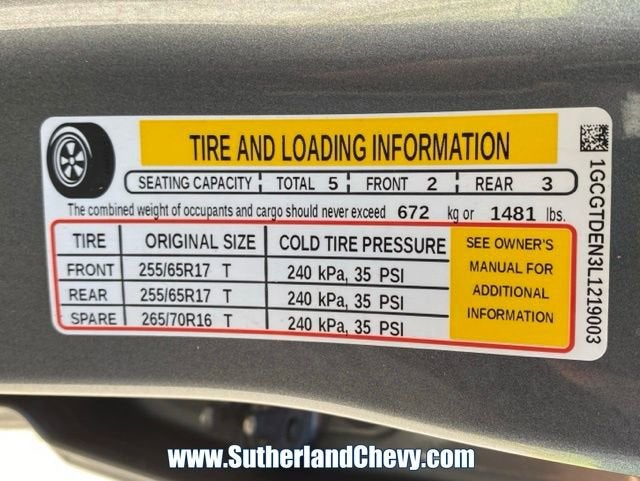 TIRE AND LOADING INFORMATION
SEATING CAPACITY TOTAL 5 FRONT 2 REAR 3
The combined weight of occupants and cargo should never exceed 672 kg or 1481 lbs.
TIRE ORIGINAL SIZE COLD TIRE PRESSURE
FRONT 255/65R17 T 240 kPa, 35 PSI
REAR 255/65R17 T 240 kPa, 35 PSI
SPARE 265/70R16 T 240 kPa, 35 PSI
SEE OWNER'S
MANUAL FOR
ADDITIONAL
INFORMATION
1GCGTDEN3L1219003
www.SutherlandChevy.com